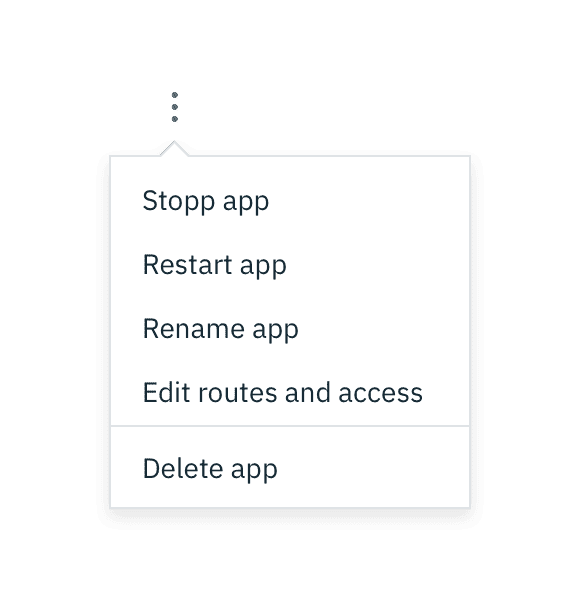 Stopp app
Restart app
Rename app
Edit routes and access
Delete app